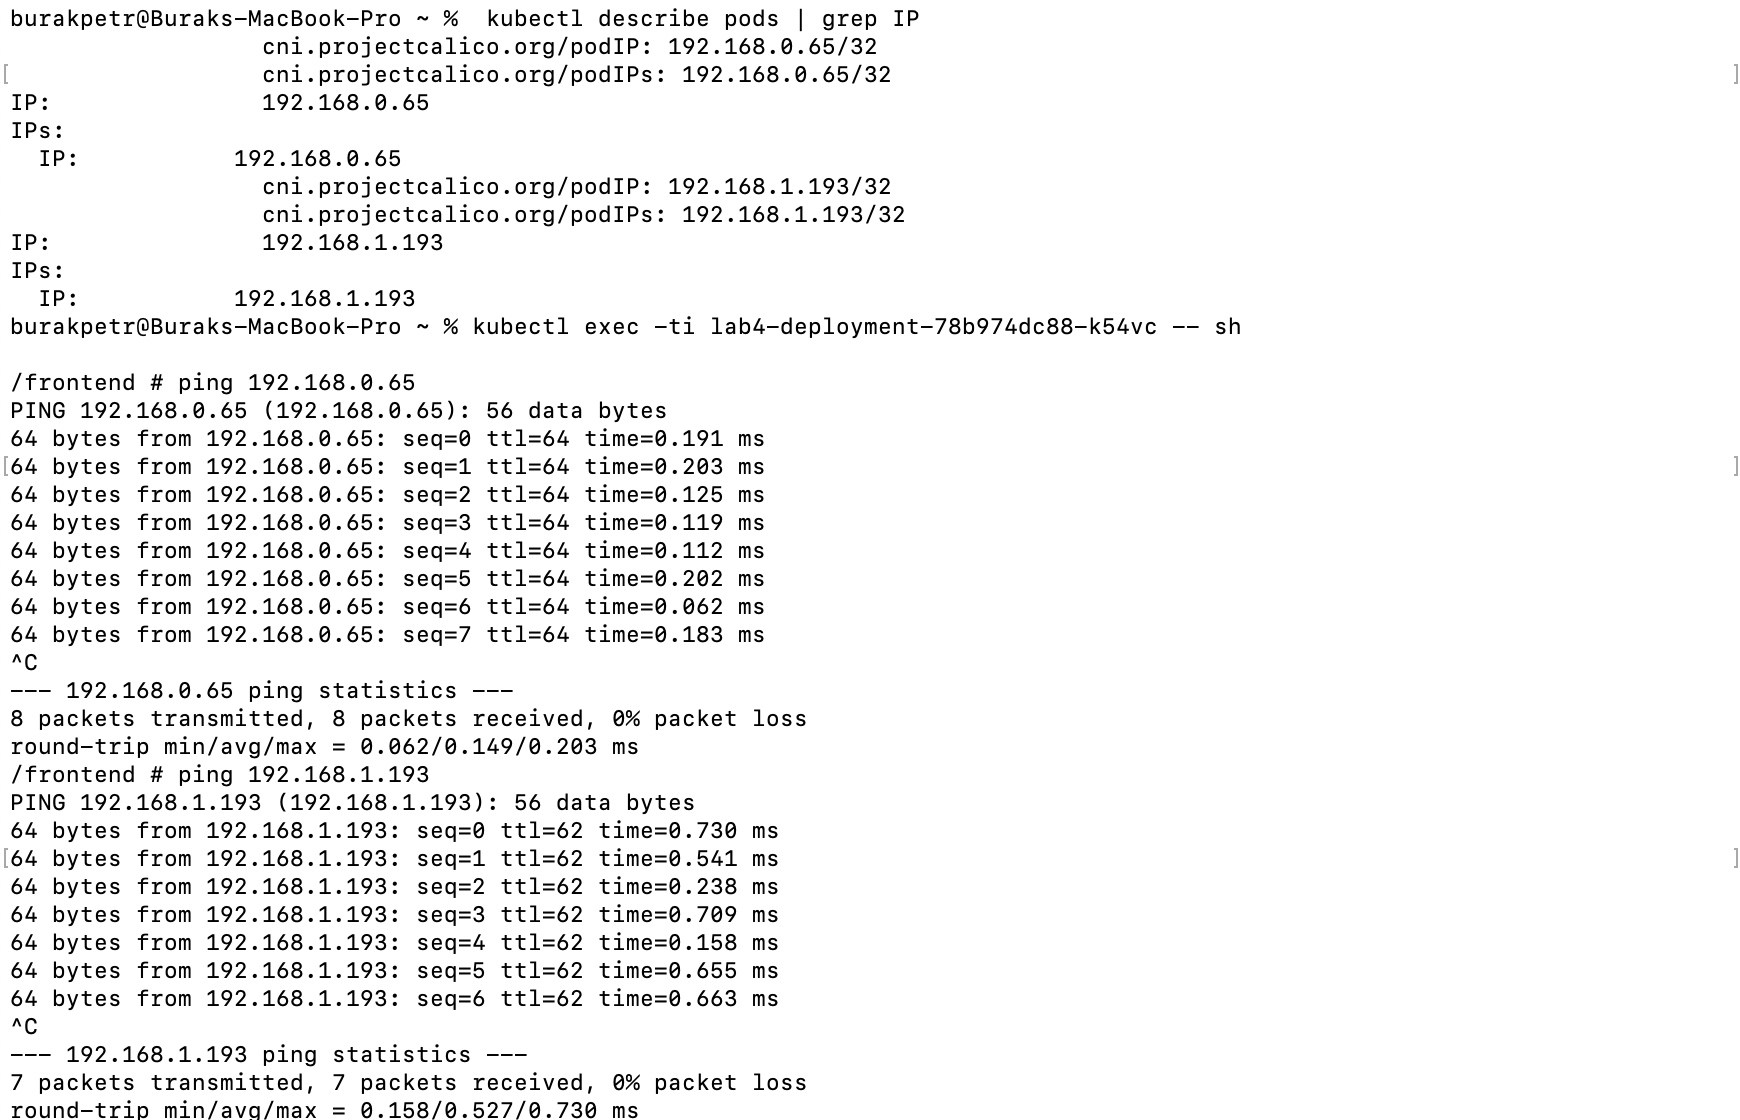 burakpetr@Buraks-MacBook-Pro ~ %  kubectl describe pods | grep IP
                  cni.projectcalico.org/podIP: 192.168.0.65/32
[                  cni.projectcalico.org/podIPs: 192.168.0.65/32 ]
IP:               192.168.0.65
IPs:
  IP:           192.168.0.65
                  cni.projectcalico.org/podIP: 192.168.1.193/32
                  cni.projectcalico.org/podIPs: 192.168.1.193/32
IP:               192.168.1.193
IPs:
  IP:           192.168.1.193
burakpetr@Buraks-MacBook-Pro ~ % kubectl exec -ti lab4-deployment-78b974dc88-k54vc -- sh
/frontend # ping 192.168.0.65
PING 192.168.0.65 (192.168.0.65): 56 data bytes
64 bytes from 192.168.0.65: seq=0 ttl=64 time=0.191 ms
[64 bytes from 192.168.0.65: seq=1 ttl=64 time=0.203 ms ]
64 bytes from 192.168.0.65: seq=2 ttl=64 time=0.125 ms
64 bytes from 192.168.0.65: seq=3 ttl=64 time=0.119 ms
64 bytes from 192.168.0.65: seq=4 ttl=64 time=0.112 ms
64 bytes from 192.168.0.65: seq=5 ttl=64 time=0.202 ms
64 bytes from 192.168.0.65: seq=6 ttl=64 time=0.062 ms
64 bytes from 192.168.0.65: seq=7 ttl=64 time=0.183 ms
^C
--- 192.168.0.65 ping statistics ---
8 packets transmitted, 8 packets received, 0% packet loss
round-trip min/avg/max = 0.062/0.149/0.203 ms
/frontend # ping 192.168.1.193
PING 192.168.1.193 (192.168.1.193): 56 data bytes
64 bytes from 192.168.1.193: seq=0 ttl=62 time=0.730 ms
[64 bytes from 192.168.1.193: seq=1 ttl=62 time=0.541 ms ]
64 bytes from 192.168.1.193: seq=2 ttl=62 time=0.238 ms
64 bytes from 192.168.1.193: seq=3 ttl=62 time=0.709 ms
64 bytes from 192.168.1.193: seq=4 ttl=62 time=0.158 ms
64 bytes from 192.168.1.193: seq=5 ttl=62 time=0.655 ms
64 bytes from 192.168.1.193: seq=6 ttl=62 time=0.663 ms
^C
--- 192.168.1.193 ping statistics ---
7 packets transmitted, 7 packets received, 0% packet loss
round-trip min/avg/max = 0.158/0.527/0.730 ms